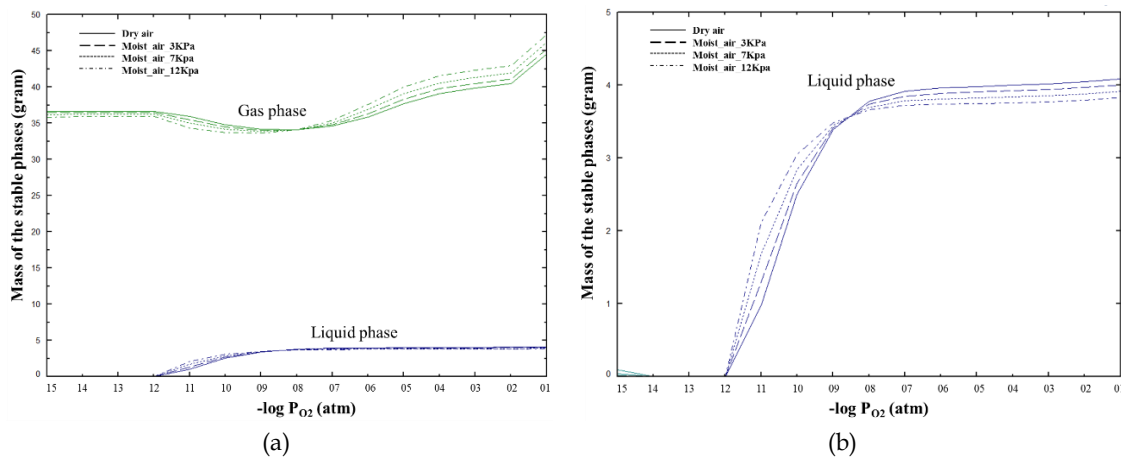 50
45
40
35
30
25
20
15
10
5
0
Mass of the stable phases (gram)
Dry air
Moist_air_3KPa
Moist_air_7Kpa
Moist_air_12Kpa
Gas phase
Liquid phase
15 14 13 12 11 10 09 08 07 06 05 04 03 02 01
-log P_O2 (atm)
(a)
5
4
3
2
1
0
Mass of the stable phases (gram)
Dry air
Moist_air_3KPa
Moist_air_7Kpa
Moist_air_12Kpa
Liquid phase
15 14 13 12 11 10 09 08 07 06 05 04 03 02 01
-log P_O2 (atm)
(b)